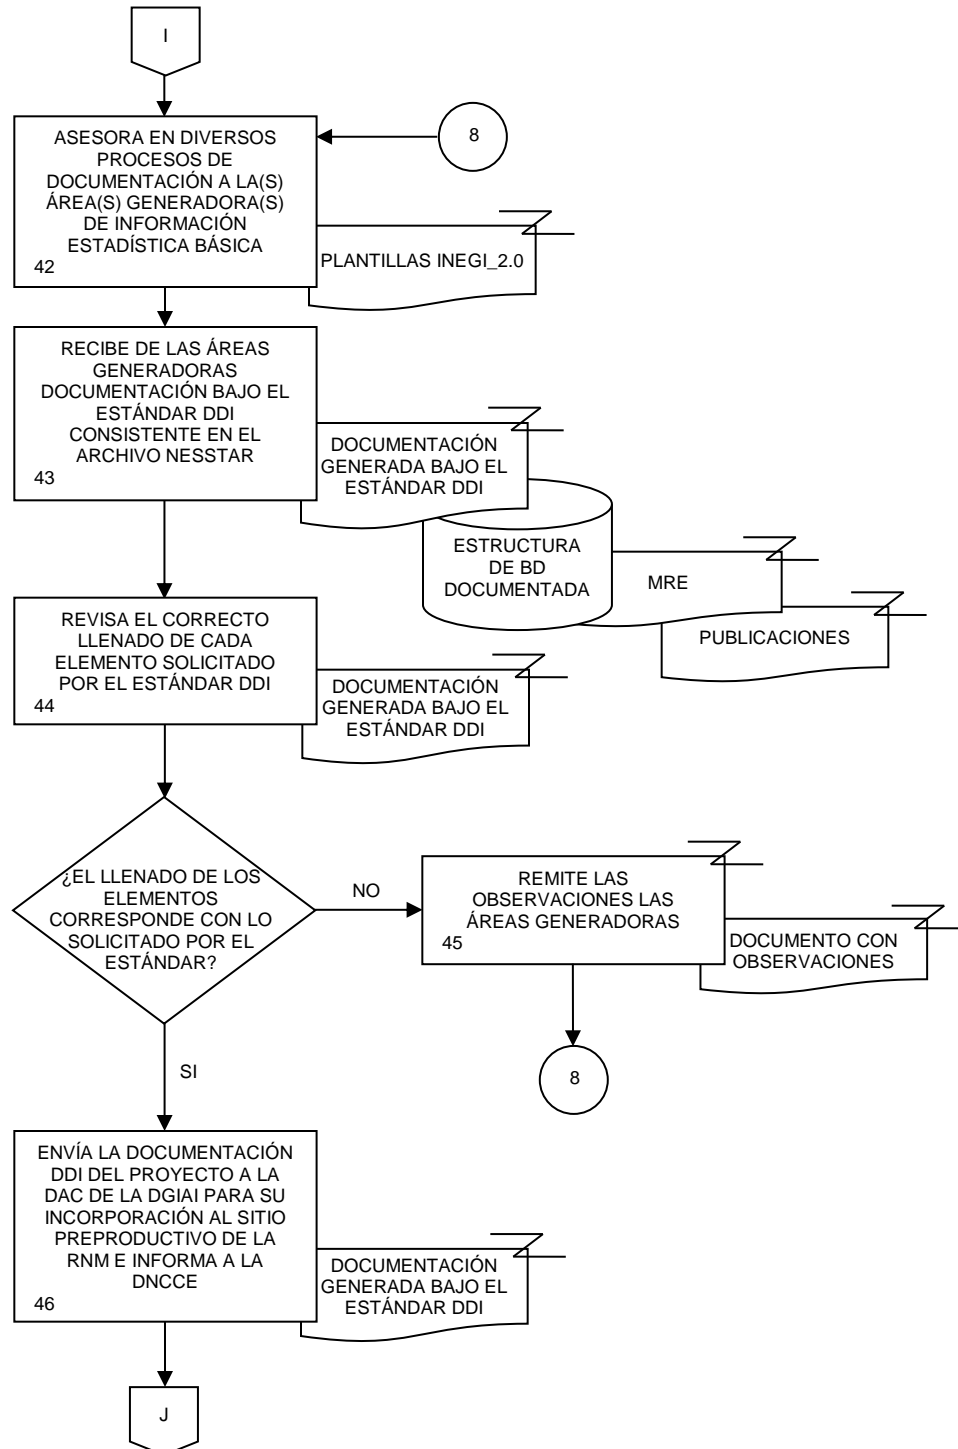 I
8
ASESORA EN DIVERSOS
PROCESOS DE
DOCUMENTACIÓN A LA(S)
ÁREA(S) GENERADORA(S)
DE INFORMACIÓN
ESTADÍSTICA BÁSICA
42
PLANTILLAS INEGI_2.0
RECIBE DE LAS ÁREAS
GENERADORAS
DOCUMENTACIÓN BAJO EL
ESTÁNDAR DDI
CONSISTENTE EN EL
ARCHIVO NESSTAR
43
DOCUMENTACIÓN
GENERADA BAJO EL
ESTÁNDAR DDI
ESTRUCTURA
DE BD
DOCUMENTADA
MRE
PUBLICACIONES
REVISA EL CORRECTO
LLENADO DE CADA
ELEMENTO SOLICITADO
POR EL ESTÁNDAR DDI
44
DOCUMENTACIÓN
GENERADA BAJO EL
ESTÁNDAR DDI
¿EL LLENADO DE LOS
ELEMENTOS
CORRESPONDE CON LO
SOLICITADO POR EL
ESTÁNDAR?
NO
REMITE LAS
OBSERVACIONES LAS
ÁREAS GENERADORAS
45
DOCUMENTO CON
OBSERVACIONES
8
SI
ENVÍA LA DOCUMENTACIÓN
DDI DEL PROYECTO A LA
DAC DE LA DGIAI PARA SU
INCORPORACIÓN AL SITIO
PREPRODUCTIVO DE LA
RNM E INFORMA A LA
DNCCE
46
DOCUMENTACIÓN
GENERADA BAJO EL
ESTÁNDAR DDI
J